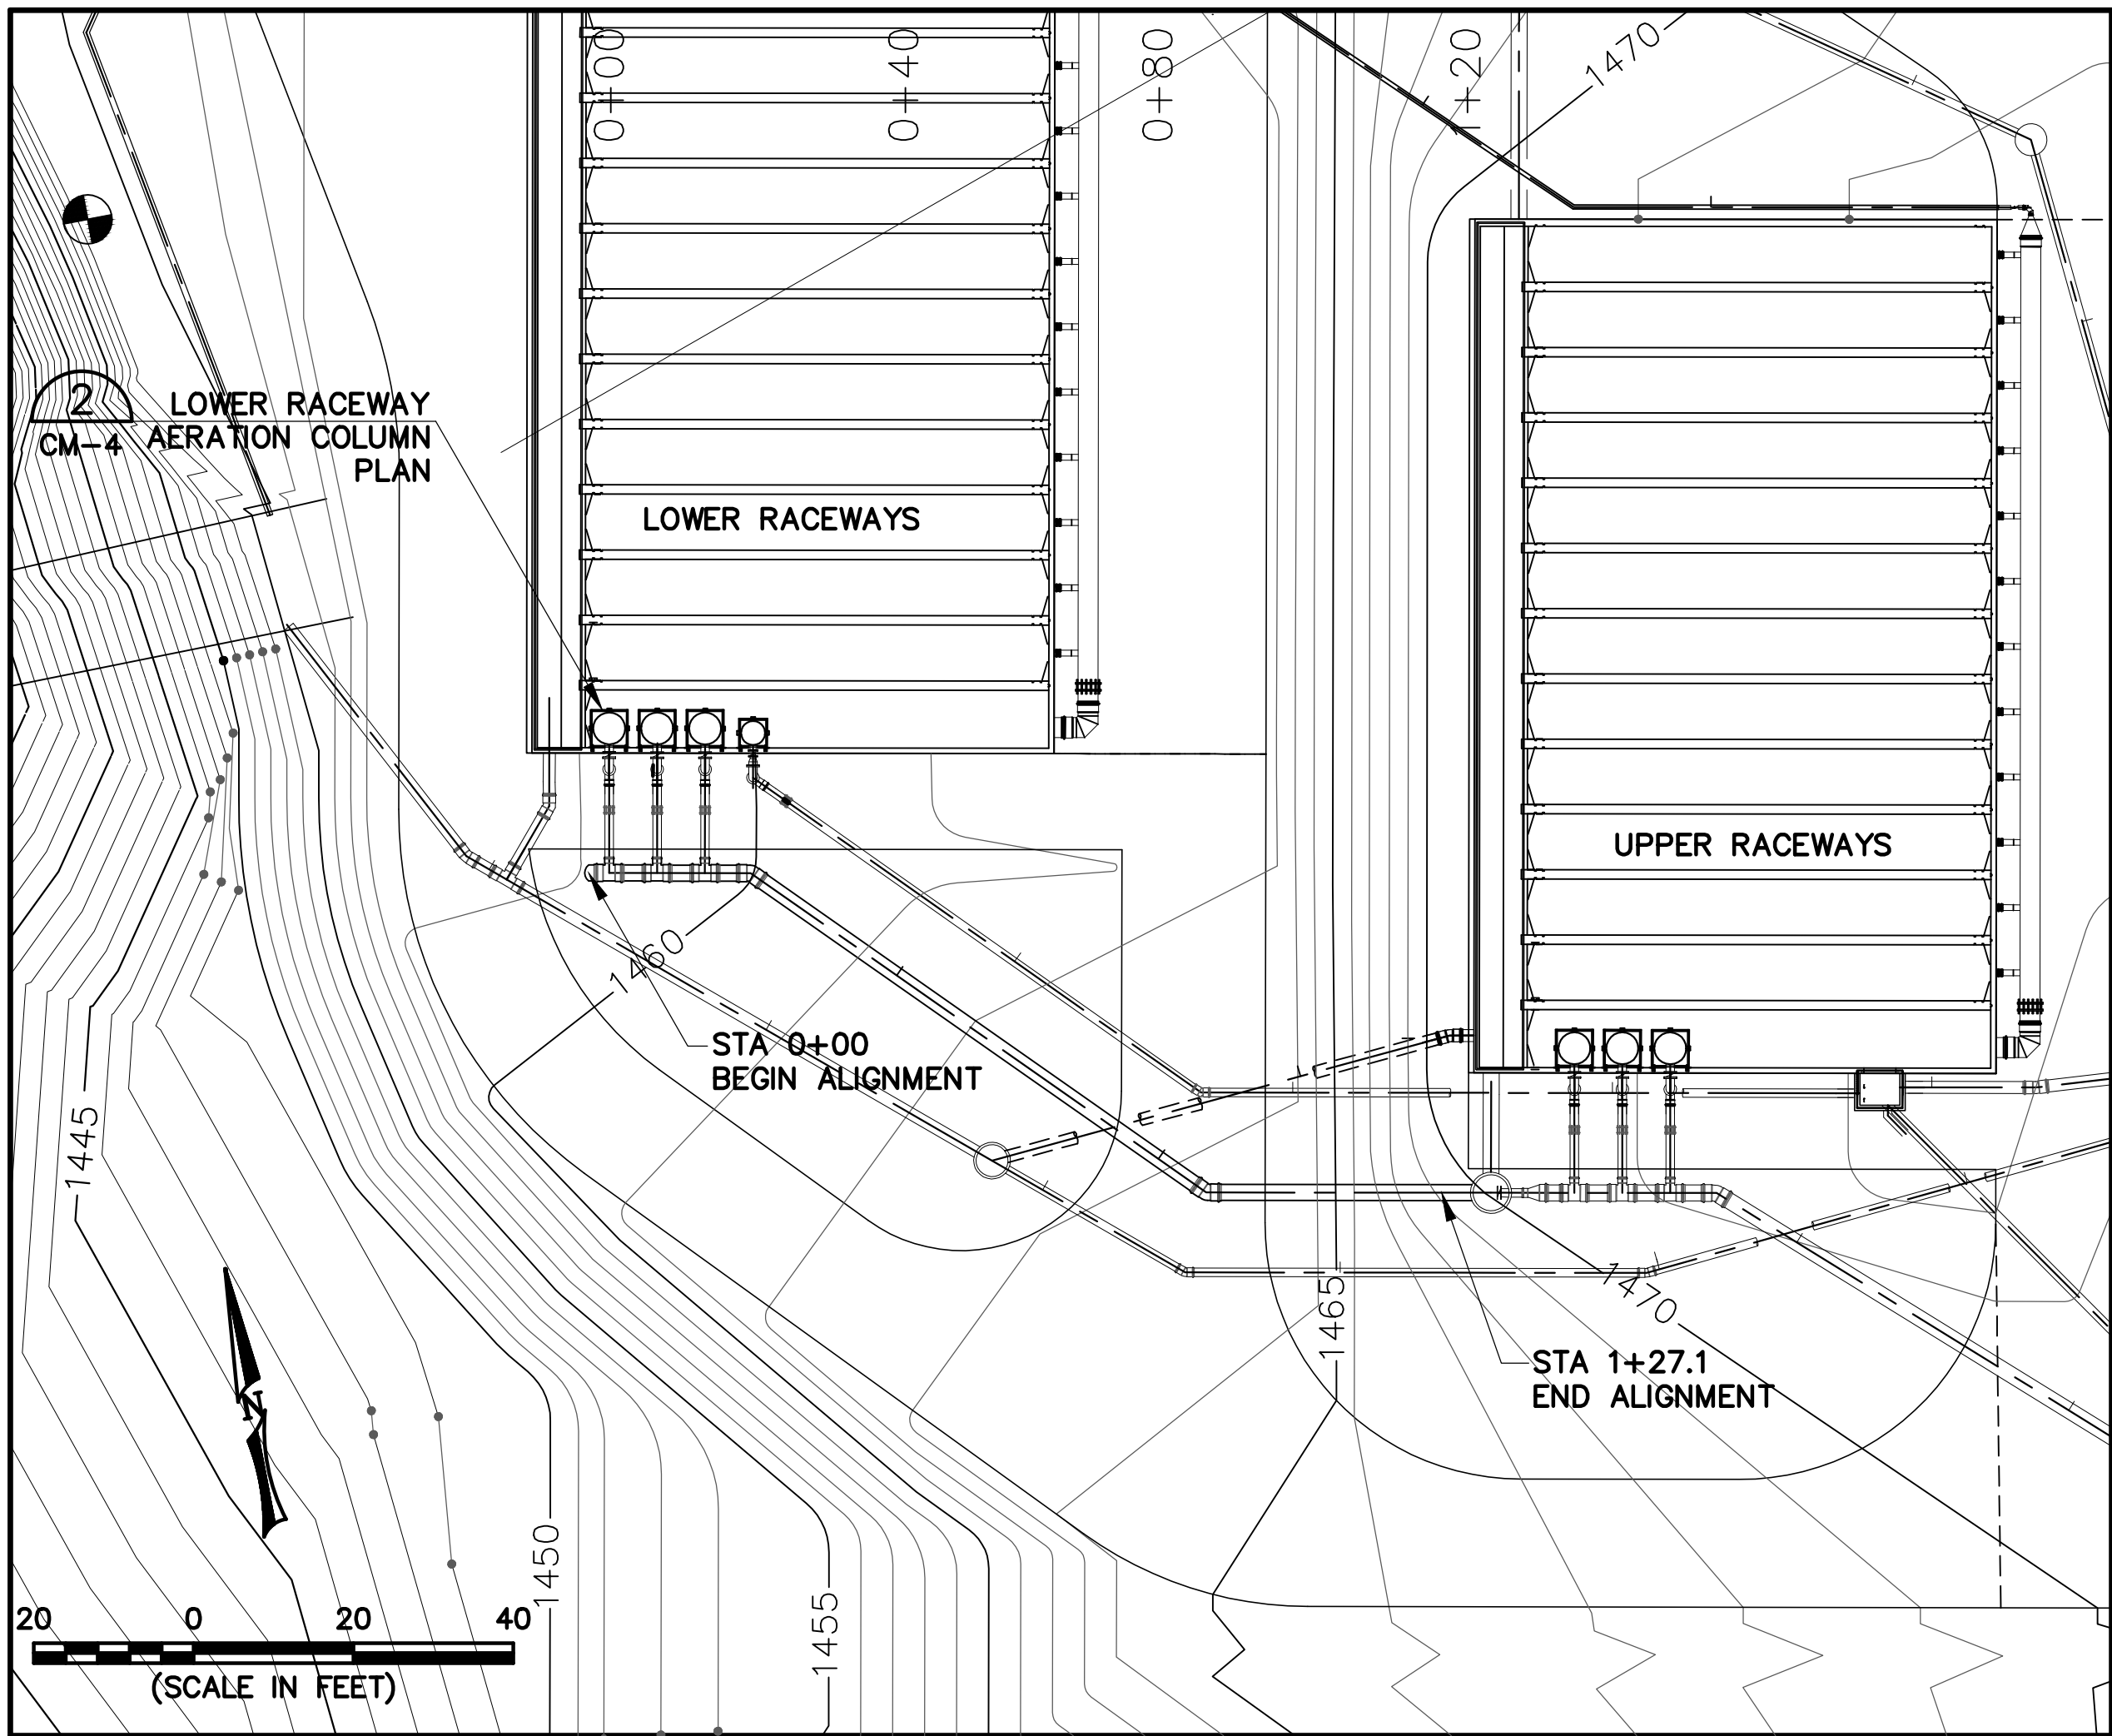 0+00
0+40
0+80
1+20
1470
2
CM-4
LOWER RACEWAY
AERATION COLUMN
PLAN
LOWER RACEWAYS
UPPER RACEWAYS
1460
STA 0+00
BEGIN ALIGNMENT
1445
1465
1470
STA 1+27.1
END ALIGNMENT
N
1450
1455
20 0 20 40
(SCALE IN FEET)